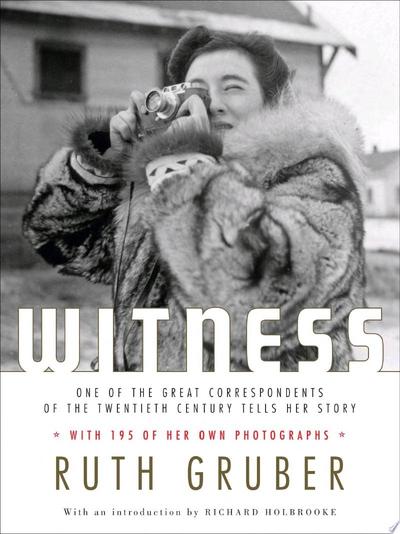 WITNESS
ONE OF THE GREAT CORRESPONDENTS
OF THE TWENTIETH CENTURY TELLS HER STORY
* WITH 195 OF HER OWN PHOTOGRAPHS *
RUTH GRUBER
With an introduction by RICHARD HOLBROOKE